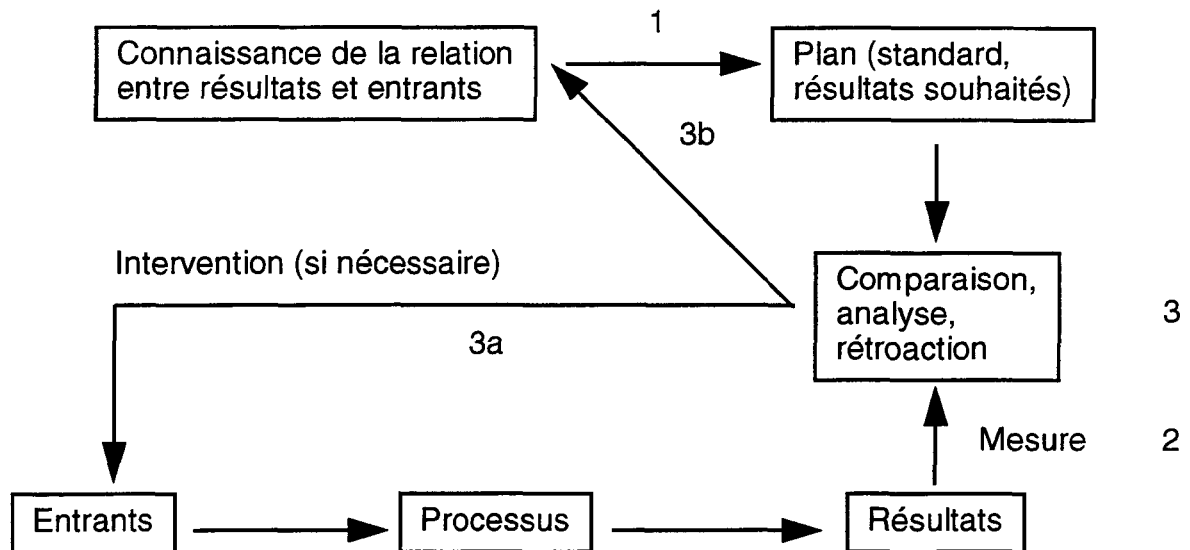 1
Connaissance de la relation
entre résultats et entrants
Plan (standard,
résultats souhaités)
3b
Intervention (si nécessaire)
3a
Comparaison,
analyse,
rétroaction
3
Mesure
2
Entrants
Processus
Résultats